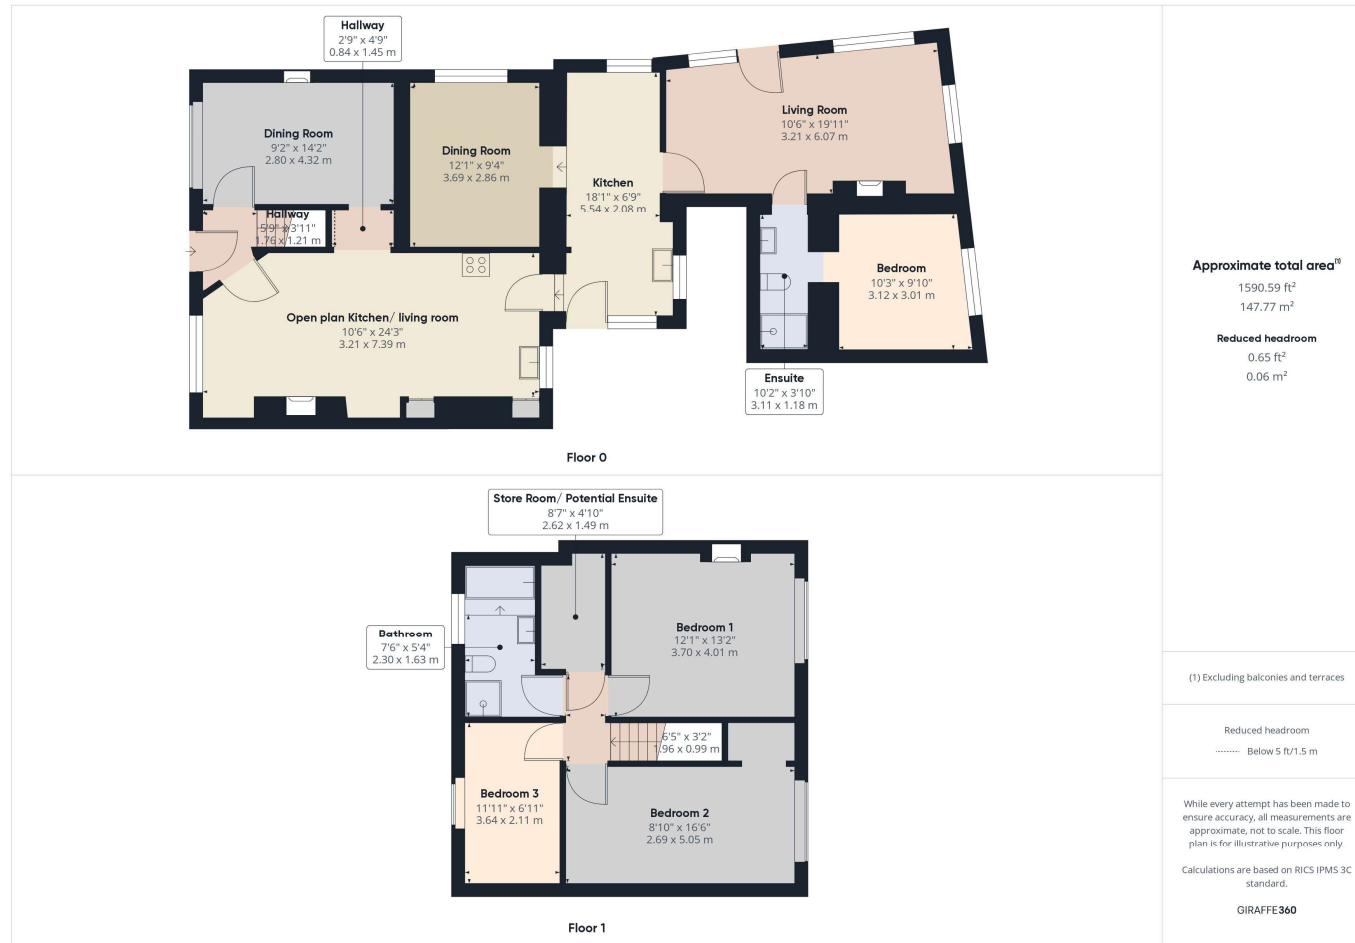 Hallway
2'9" x 4'9"
0.84 x 1.45 m
Dining Room
9'2" x 14'2"
2.80 x 4.32 m
Dining Room
12'1" x 9'4"
3.69 x 2.86 m
Kitchen
18'1" x 6'9"
5.54 x 2.08 m
Living Room
10'6" x 19'11"
3.21 x 6.07 m
Hallway
5'9" x 3'11"
1.76 x 1.21 m
Open plan Kitchen/ living room
10'6" x 24'3"
3.21 x 7.39 m
Bedroom
10'3" x 9'10"
3.12 x 3.01 m
Ensuite
10'2" x 3'10"
3.11 x 1.18 m
Floor 0
Store Room/ Potential Ensuite
8'7" x 4'10"
2.62 x 1.49 m
Bathroom
7'6" x 5'4"
2.30 x 1.63 m
Bedroom 1
12'1" x 13'2"
3.70 x 4.01 m
6'5" x 3'2"
1.96 x 0.99 m
Bedroom 3
11'11" x 6'11"
3.64 x 2.11 m
Bedroom 2
8'10" x 16'6"
2.69 x 5.05 m
Floor 1
Approximate total area(1)
1590.59 ft²
147.77 m²
Reduced headroom
0.65 ft²
0.06 m²
(1) Excluding balconies and terraces
Reduced headroom
Below 5 ft/1.5 m
While every attempt has been made to
ensure accuracy, all measurements are
approximate, not to scale. This floor
plan is for illustrative purposes only.
Calculations are based on RICS IPMS 3C
standard.
GIRAFFE360